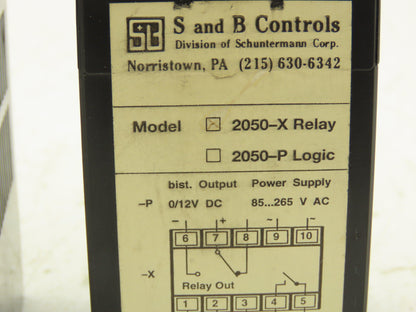 SB S and B Controls
Division of Schuntermann Corp.
Norristown, PA (215) 630-6342
Model ☒ 2050-X Relay
☐ 2050-P Logic
bist. Output Power Supply
-P 0/12V DC 85...265 V AC
− + ~ ~
6 7 8 9 10
-X Relay Out
1 2 3 4 5